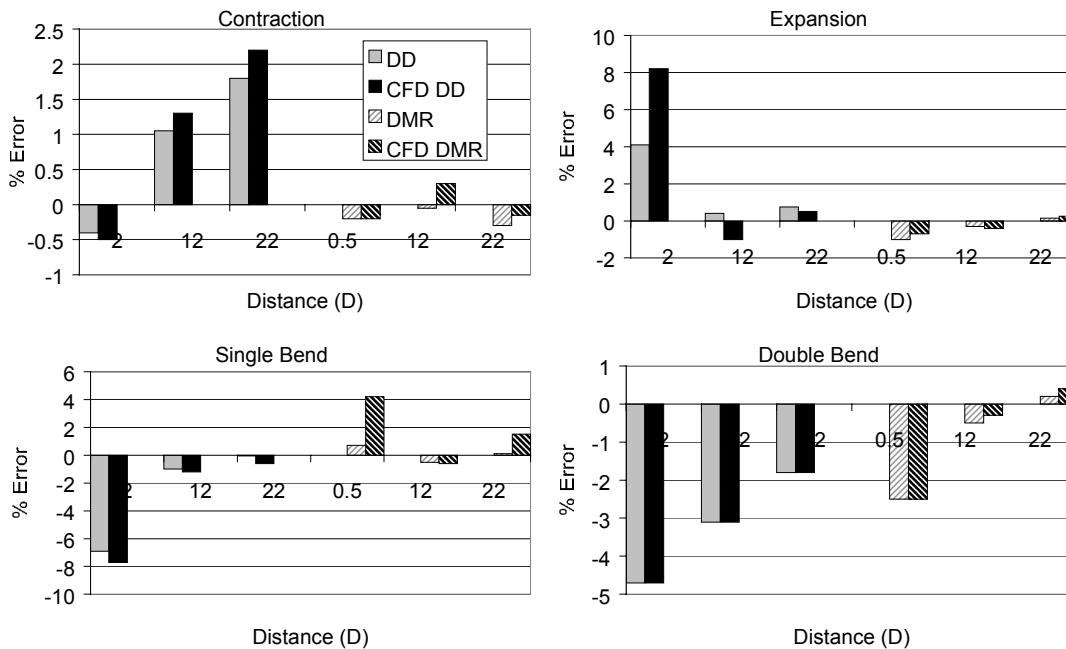 Contraction
2.5
2
1.5
1
0.5
0
-0.5
-1
% Error
DD
CFD DD
DMR
CFD DMR
2 12 22 0.5 12 22
Distance (D)
Expansion
10
8
6
4
2
0
-2
% Error
2 12 22 0.5 12 22
Distance (D)
Single Bend
6
4
2
0
-2
-4
-6
-8
-10
% Error
2 12 22 0.5 12 22
Distance (D)
Double Bend
1
0
-1
-2
-3
-4
-5
% Error
2 2 2 0.5 12 22
Distance (D)